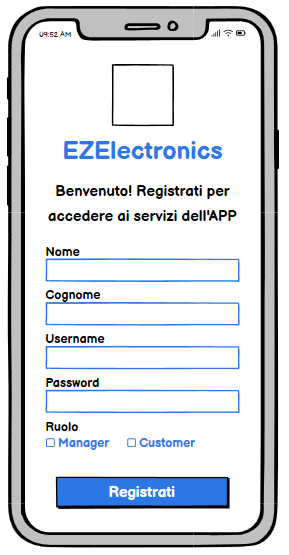 09:52 AM
EZElectronics
Benvenuto! Registrati per
accedere ai servizi dell'APP
Nome
Cognome
Username
Password
Ruolo
Manager Customer
Registrati